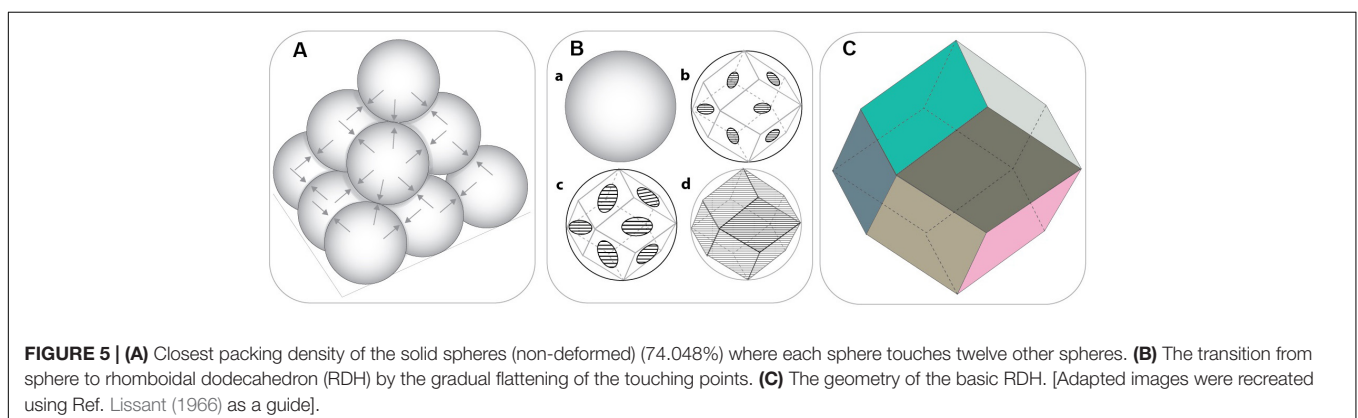 A
B
C
a
b
c
d
FIGURE 5 | (A) Closest packing density of the solid spheres (non-deformed) (74.048%) where each sphere touches twelve other spheres. (B) The transition from
sphere to rhomboidal dodecahedron (RDH) by the gradual flattening of the touching points. (C) The geometry of the basic RDH. [Adapted images were recreated
using Ref. Lissant (1966) as a guide].